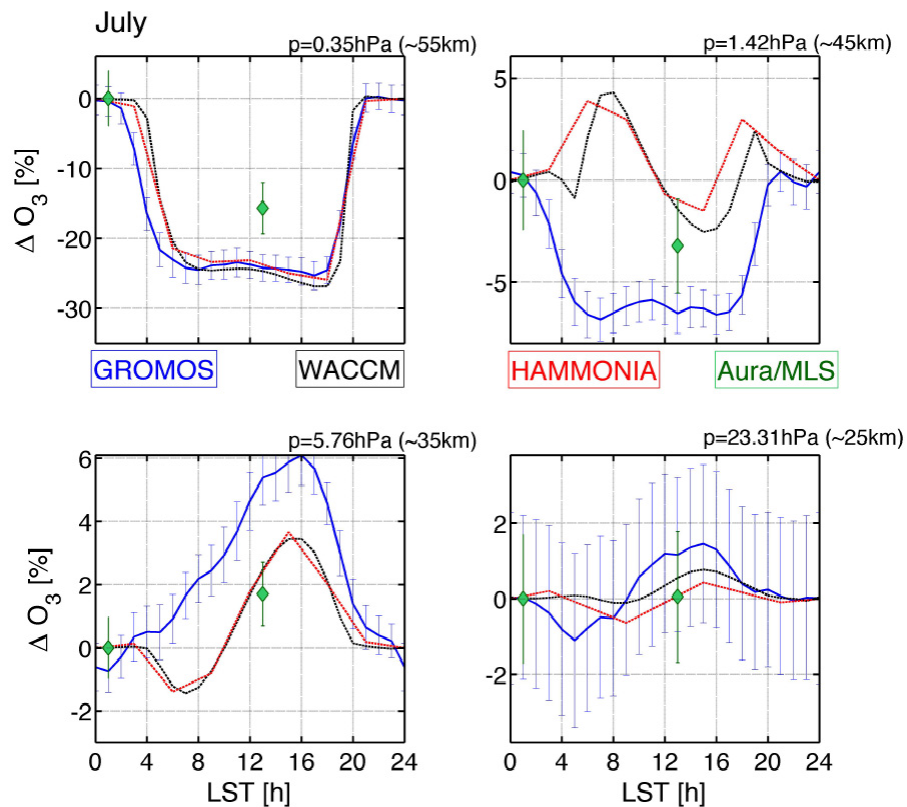 July
p=0.35hPa (~55km)
p=1.42hPa (~45km)
Δ O3 [%]
0
-10
-20
-30
5
0
-5
GROMOS
WACCM
HAMMONIA
Aura/MLS
p=5.76hPa (~35km)
p=23.31hPa (~25km)
Δ O3 [%]
6
4
2
0
-2
2
0
-2
0 4 8 12 16 20 24
0 4 8 12 16 20 24
LST [h]
LST [h]